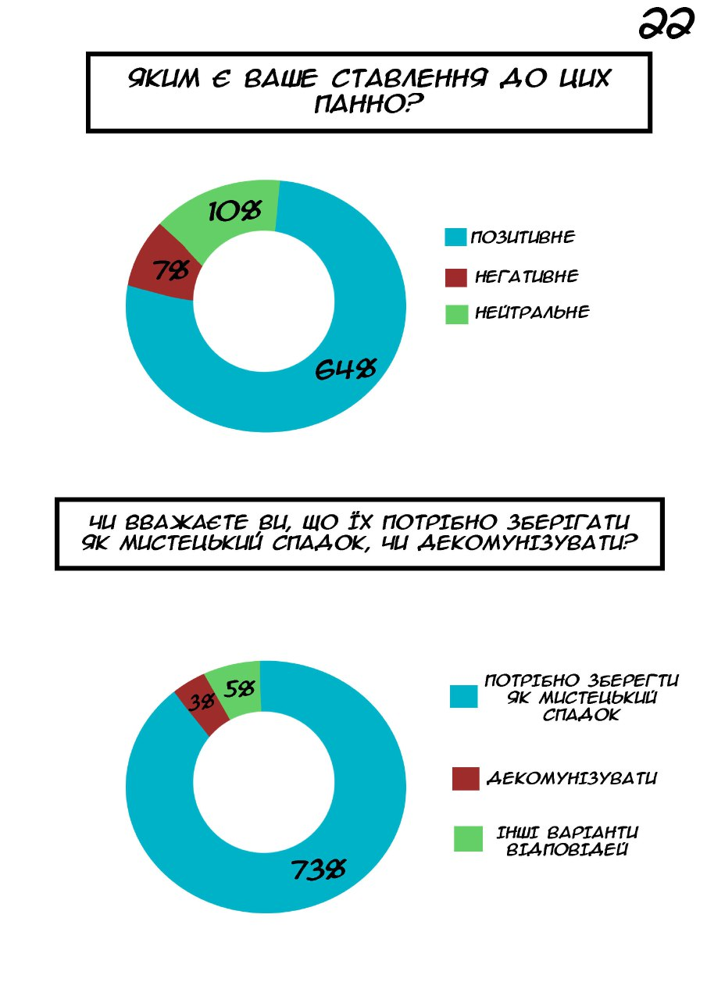 22
ЯКИМ Є ВАШЕ СТАВЛЕННЯ ДО ЦИХ
ПАННО?
10%
7%
64%
ПОЗИТИВНЕ
НЕГАТИВНЕ
НЕЙТРАЛЬНЕ
ЧИ ВВАЖАЄТЕ ВИ, ЩО ЇХ ПОТРІБНО ЗБЕРІГАТИ
ЯК МИСТЕЦЬКИЙ СПАДОК, ЧИ ДЕКОМУНІЗУВАТИ?
3%
5%
73%
ПОТРІБНО ЗБЕРЕГТИ
ЯК МИСТЕЦЬКИЙ
СПАДОК
ДЕКОМУНІЗУВАТИ
ІНШІ ВАРІАНТИ
ВІДПОВІДЕЙ